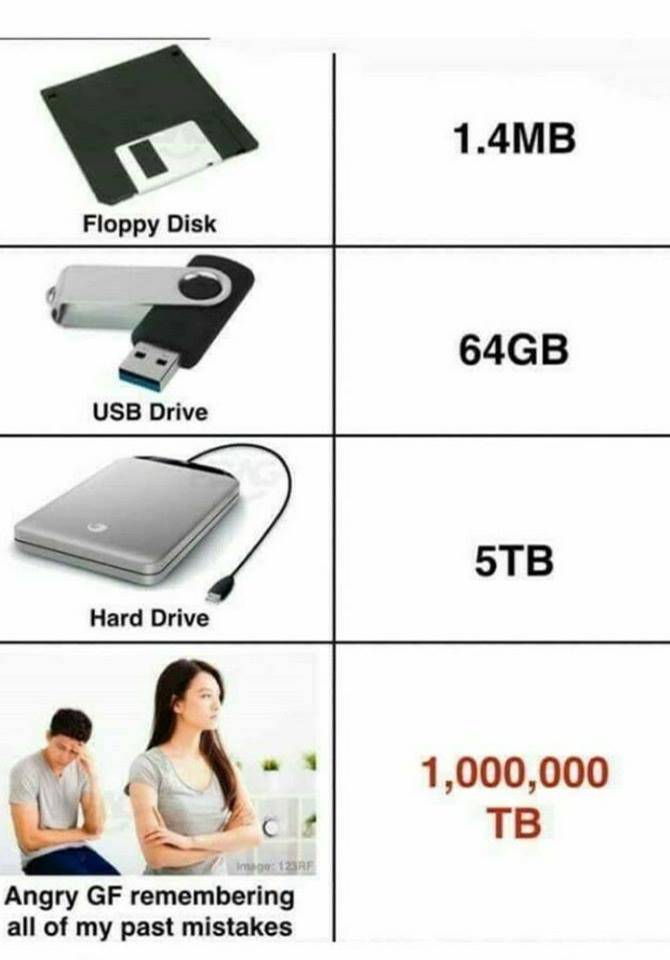 1.4MB
Floppy Disk
64GB
USB Drive
5TB
Hard Drive
1,000,000
TB
Image: 123RF
Angry GF remembering
all of my past mistakes